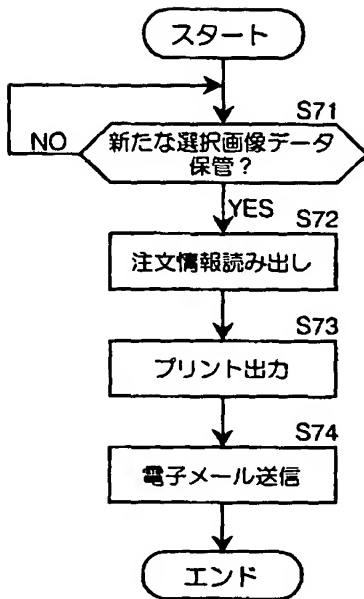 スタート
S71
NO
新たな選択画像データ
保管？
YES
S72
注文情報読み出し
S73
プリント出力
S74
電子メール送信
エンド